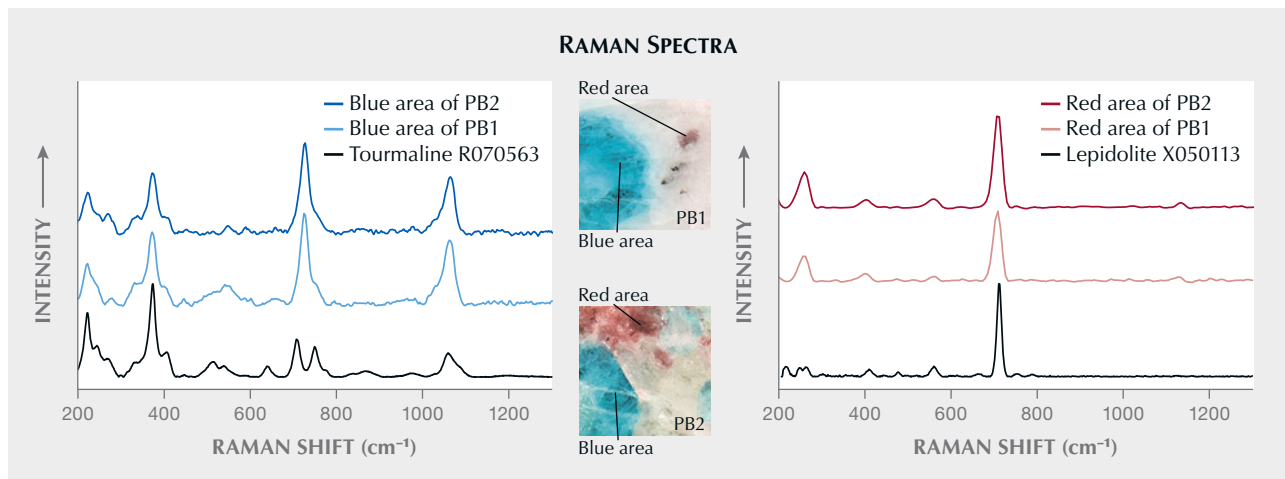 RAMAN SPECTRA
Blue area of PB2
Blue area of PB1
Tourmaline R070563
INTENSITY
200 400 600 800 1000 1200
RAMAN SHIFT (cm⁻¹)
Red area
PB1
Blue area
Red area
PB2
Blue area
Red area of PB2
Red area of PB1
Lepidolite X050113
INTENSITY
200 400 600 800 1000 1200
RAMAN SHIFT (cm⁻¹)